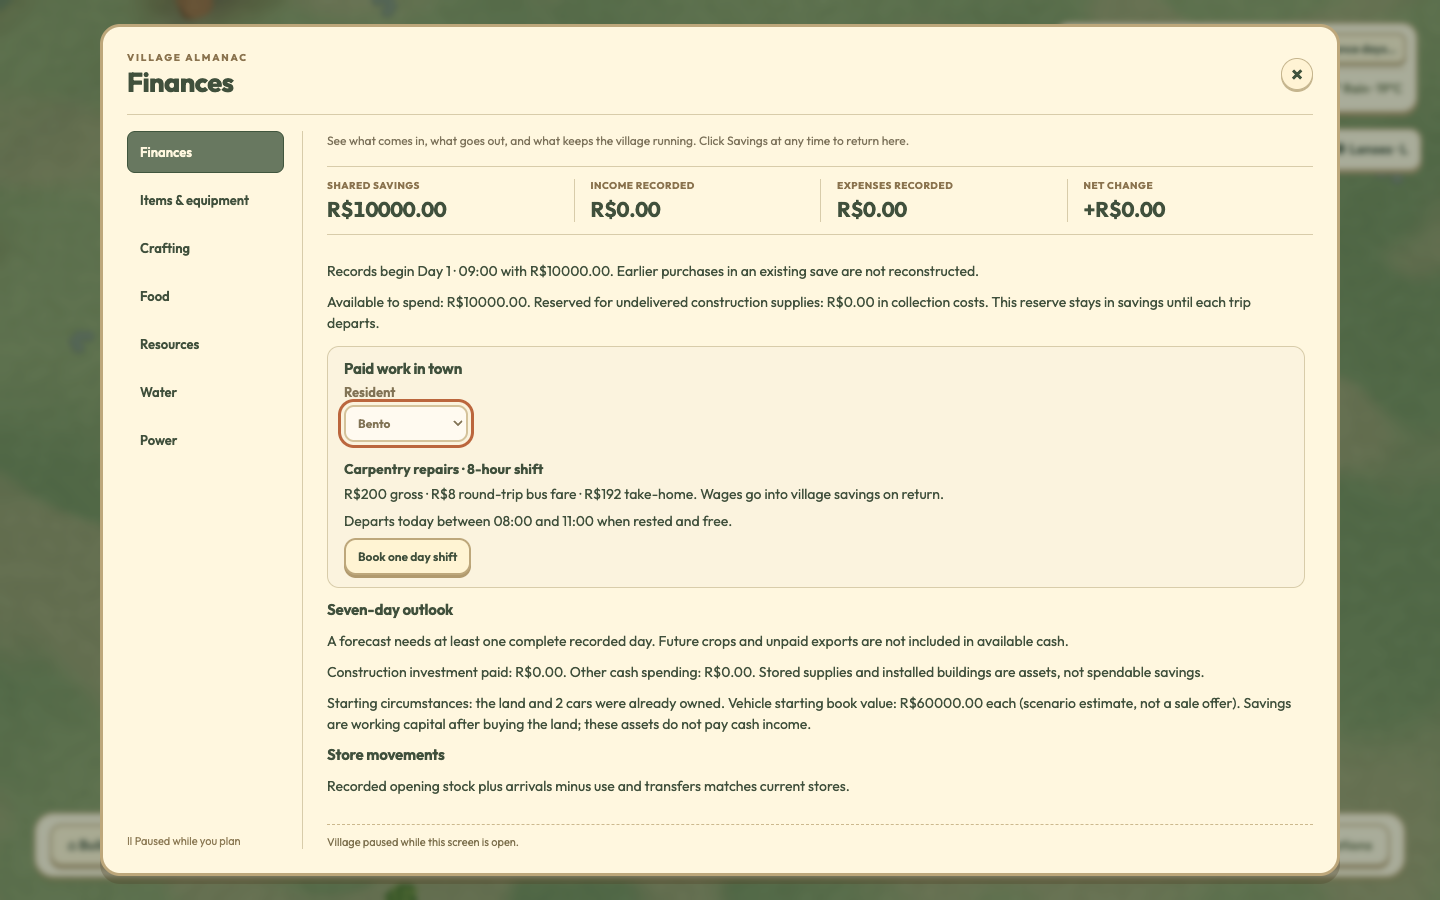 VILLAGE ALMANAC
Finances
Finances
Items & equipment
Crafting
Food
Resources
Water
Power
|| Paused while you plan
See what comes in, what goes out, and what keeps the village running. Click Savings at any time to return here.
SHARED SAVINGS
R$10000.00
INCOME RECORDED
R$0.00
EXPENSES RECORDED
R$0.00
NET CHANGE
+R$0.00
Records begin Day 1 · 09:00 with R$10000.00. Earlier purchases in an existing save are not reconstructed.
Available to spend: R$10000.00. Reserved for undelivered construction supplies: R$0.00 in collection costs. This reserve stays in savings until each trip
departs.
Paid work in town
Resident
Bento
Carpentry repairs · 8-hour shift
R$200 gross · R$8 round-trip bus fare · R$192 take-home. Wages go into village savings on return.
Departs today between 08:00 and 11:00 when rested and free.
Book one day shift
Seven-day outlook
A forecast needs at least one complete recorded day. Future crops and unpaid exports are not included in available cash.
Construction investment paid: R$0.00. Other cash spending: R$0.00. Stored supplies and installed buildings are assets, not spendable savings.
Starting circumstances: the land and 2 cars were already owned. Vehicle starting book value: R$60000.00 each (scenario estimate, not a sale offer). Savings
are working capital after buying the land; these assets do not pay cash income.
Store movements
Recorded opening stock plus arrivals minus use and transfers matches current stores.
Village paused while this screen is open.